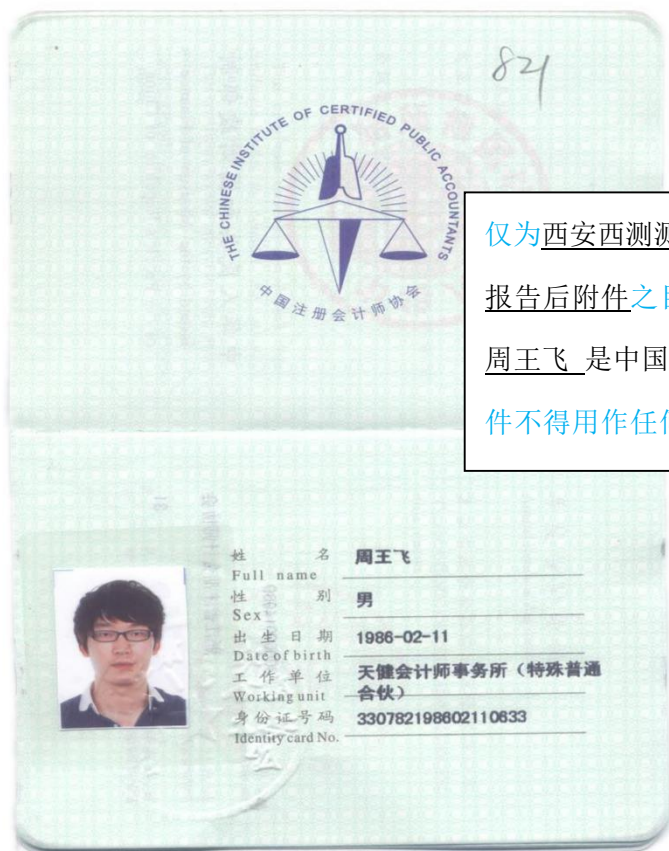 821
THE CHINESE INSTITUTE OF CERTIFIED PUBLIC ACCOUNTANTS
中国注册会计师协会
仅为西安西测测
报告后附件之目
周王飞 是中国
件不得用作任何
姓 名 周王飞
Full name
性 别 男
Sex
出 生 日 期 1986-02-11
Date of birth
工 作 单 位 天健会计师事务所（特殊普通
Working unit 合伙）
身份证号码 330782198602110633
Identity card No.